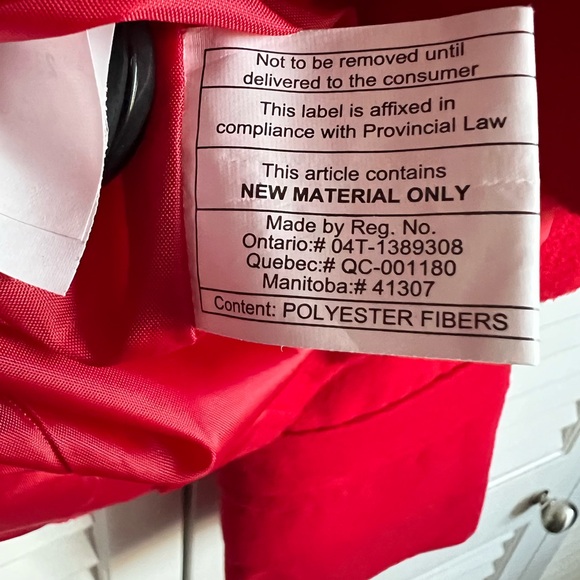 Not to be removed until
delivered to the consumer
This label is affixed in
compliance with Provincial Law
This article contains
NEW MATERIAL ONLY
Made by Reg. No.
Ontario:# 04T-1389308
Quebec:# QC-001180
Manitoba:# 41307
Content: POLYESTER FIBERS